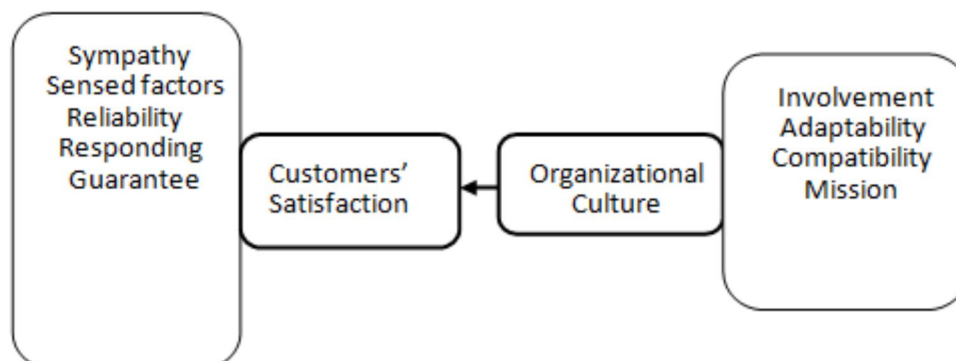 Sympathy
Sensed factors
Reliability
Responding
Guarantee
Customers’
Satisfaction
Organizational
Culture
Involvement
Adaptability
Compatibility
Mission